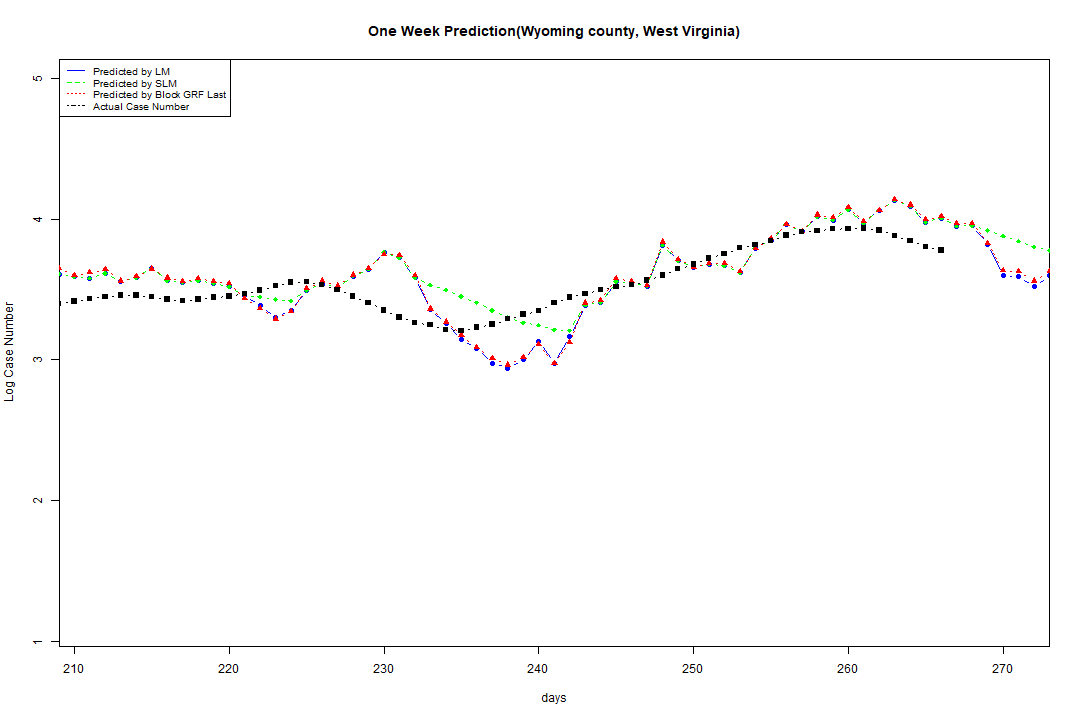 One Week Prediction(Wyoming county, West Virginia)
Predicted by LM
Predicted by SLM
Predicted by Block GRF Last
Actual Case Number
5
4
3
2
1
Log Case Number
210 220 230 240 250 260 270
days